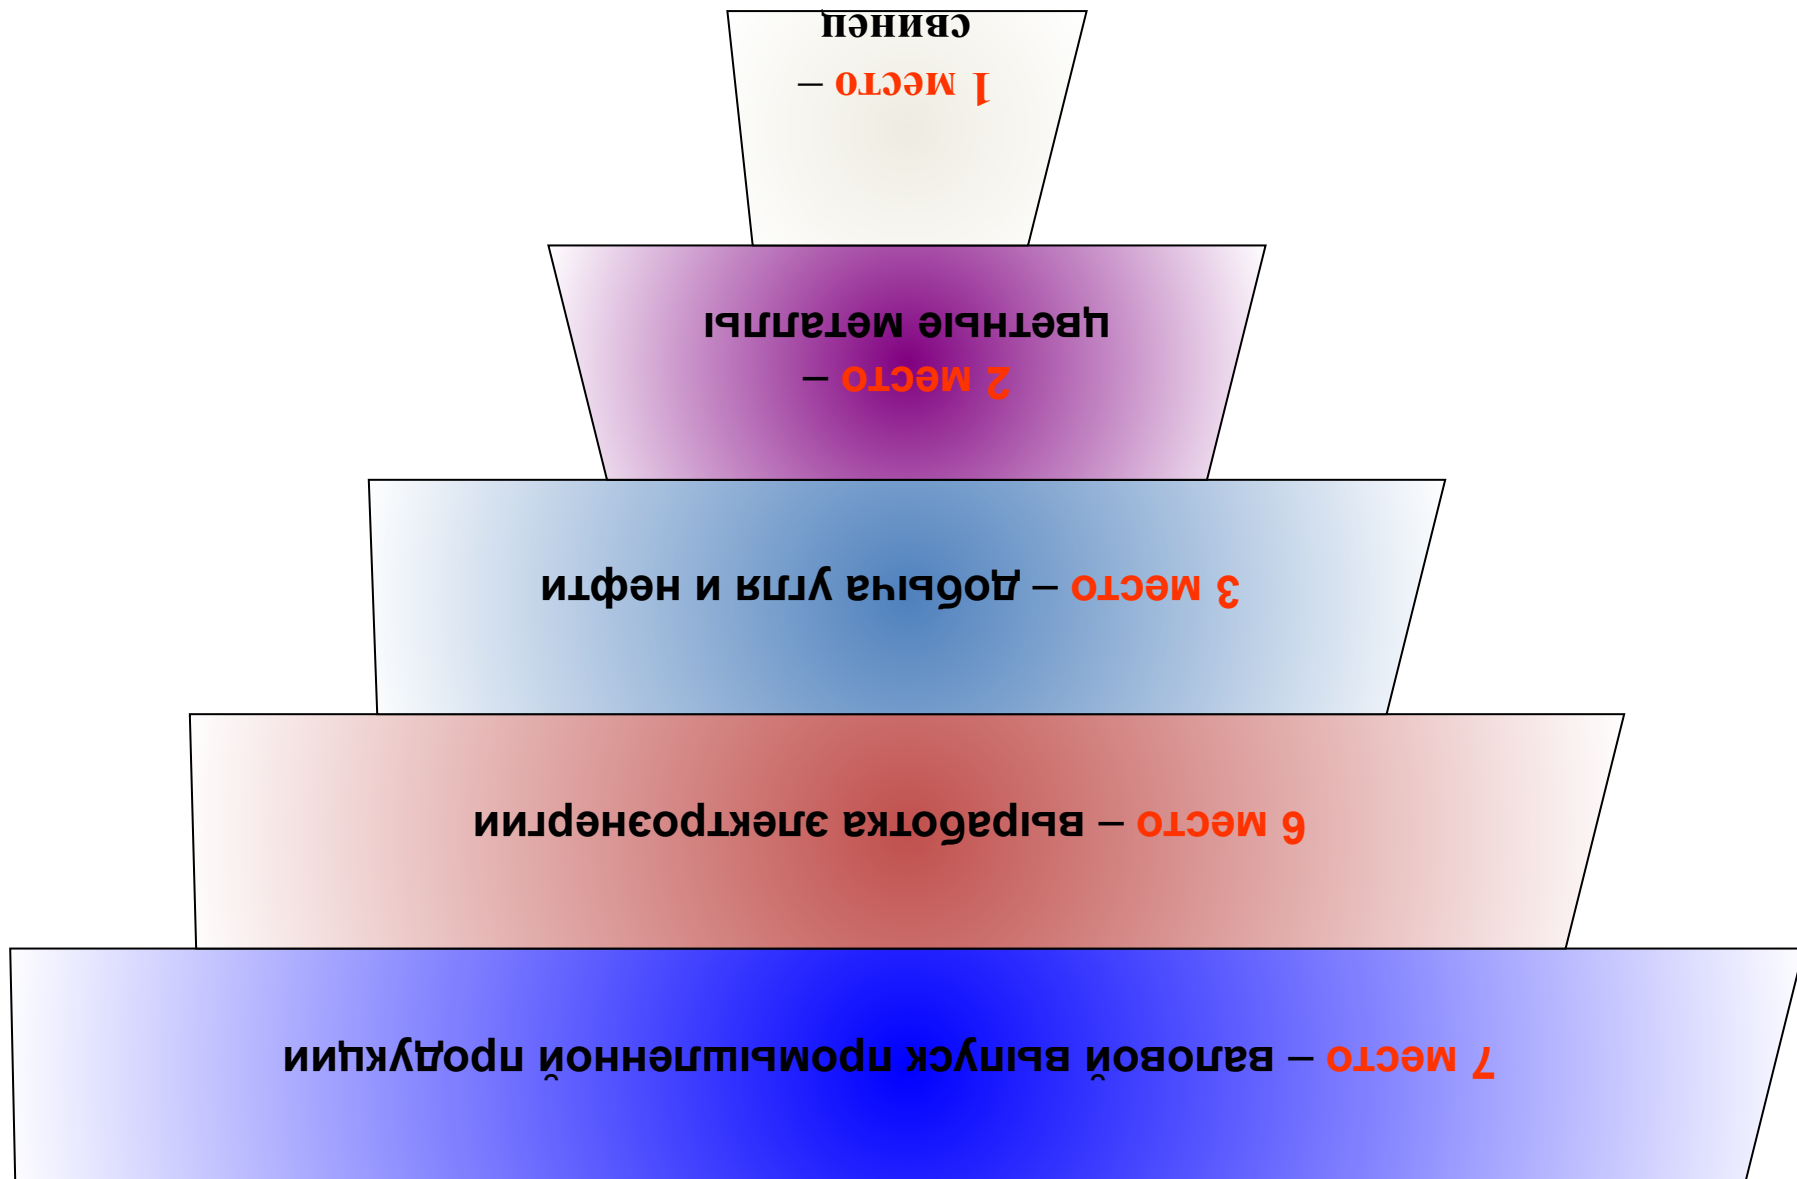 7 место – валовой выпуск промышленной продукции
6 место – выработка электроэнергии
3 место – добыча угля и нефти
2 место –
цветные металлы
1 место –
свинец